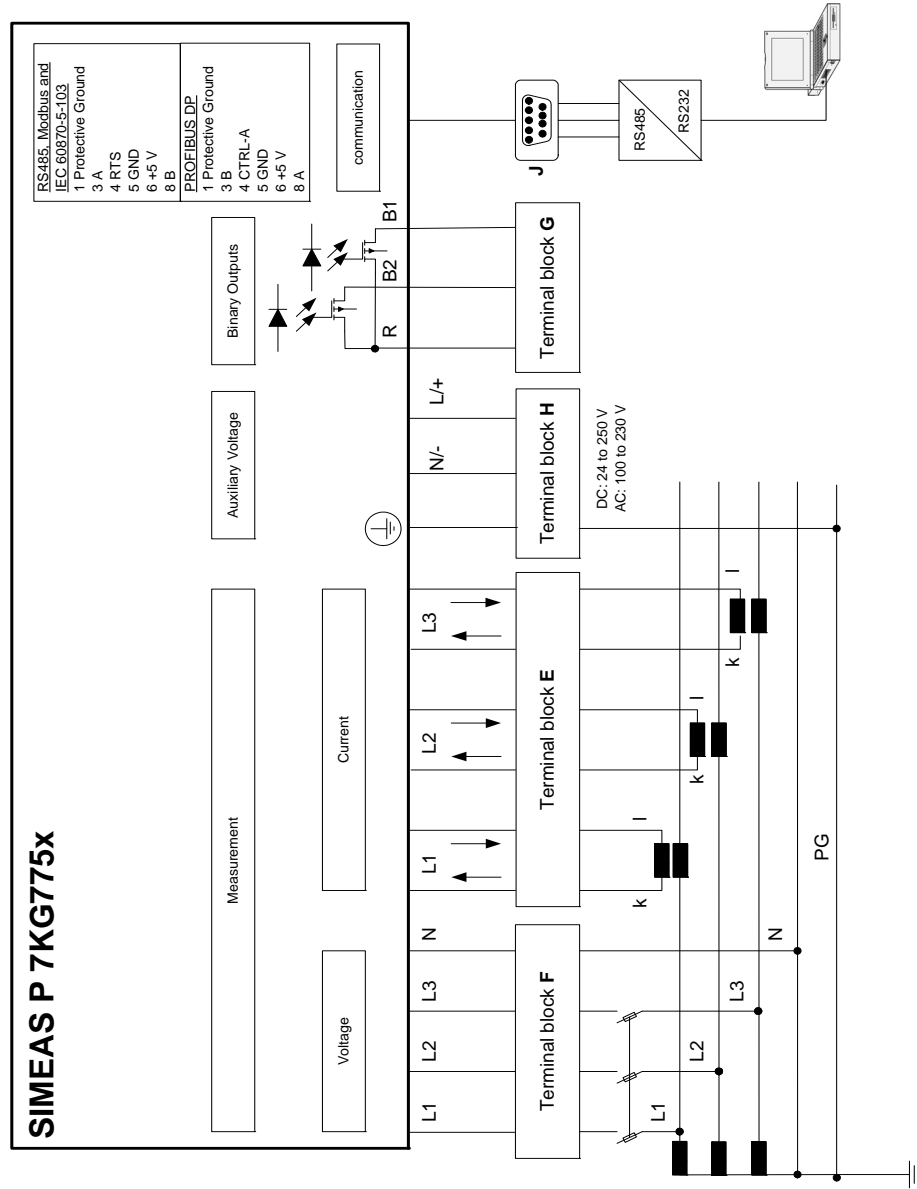 SIMEAS P 7KG775x
Measurement
Auxiliary Voltage
Binary Outputs
RS485, Modbus and
IEC 60870-5-103
1 Protective Ground
3 A
4 RTS
5 GND
6 +5 V
8 B
PROFIBUS DP
1 Protective Ground
3 B
4 CTRL-A
5 GND
6 +5 V
8 A
Voltage
Current
communication
L1
L2
L3
N
L1
L2
L3
N/-
L/+
R
B2
B1
Terminal block F
Terminal block E
Terminal block H
Terminal block G
J
DC: 24 to 250 V
AC: 100 to 230 V
RS485
RS232
k
l
k
l
k
l
L1
L2
L3
N
PG